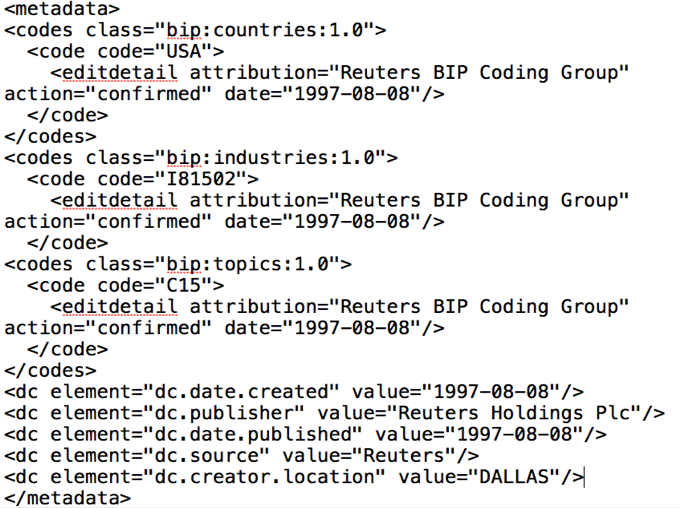 <metadata>
<codes class="bip:countries:1.0">
  <code code="USA">
    <editdetail attribution="Reuters BIP Coding Group"
action="confirmed" date="1997-08-08"/>
  </code>
</codes>
<codes class="bip:industries:1.0">
  <code code="I81502">
    <editdetail attribution="Reuters BIP Coding Group"
action="confirmed" date="1997-08-08"/>
  </code>
<codes class="bip:topics:1.0">
  <code code="C15">
    <editdetail attribution="Reuters BIP Coding Group"
action="confirmed" date="1997-08-08"/>
  </code>
</codes>
<dc element="dc.date.created" value="1997-08-08"/>
<dc element="dc.publisher" value="Reuters Holdings Plc"/>
<dc element="dc.date.published" value="1997-08-08"/>
<dc element="dc.source" value="Reuters"/>
<dc element="dc.creator.location" value="DALLAS"/>
</metadata>